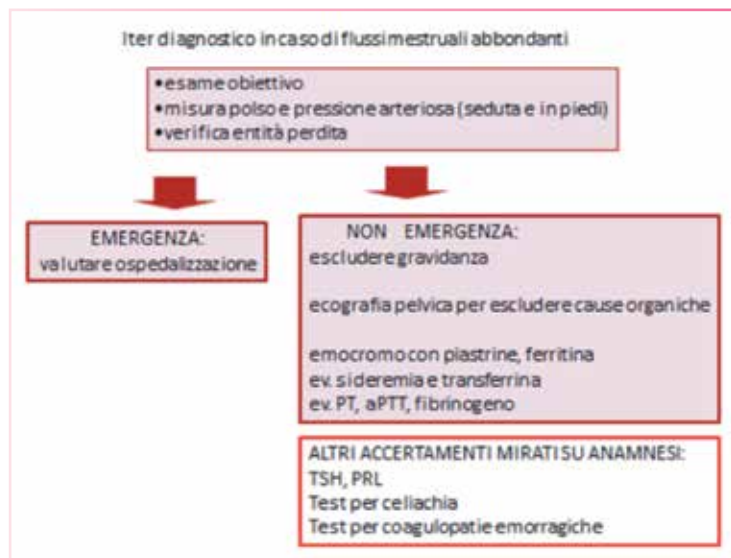 Iter diagnostico in caso di flussi mestruali abbondanti
•esame obiettivo
•misura polso e pressione arteriosa (seduta e in piedi)
•verifica entità perdita
EMERGENZA:
valutare ospedalizzazione
NON EMERGENZA:
escludere gravidanza
ecografia pelvica per escludere cause organiche
emocromo con piastrine, ferritina
ev. sideremia e transferrina
ev. PT, aPTT, fibrinogeno
ALTRI ACCERTAMENTI MIRATI SU ANAMNESI:
TSH, PRL
Test per celiachia
Test per coagulopatie emorragiche